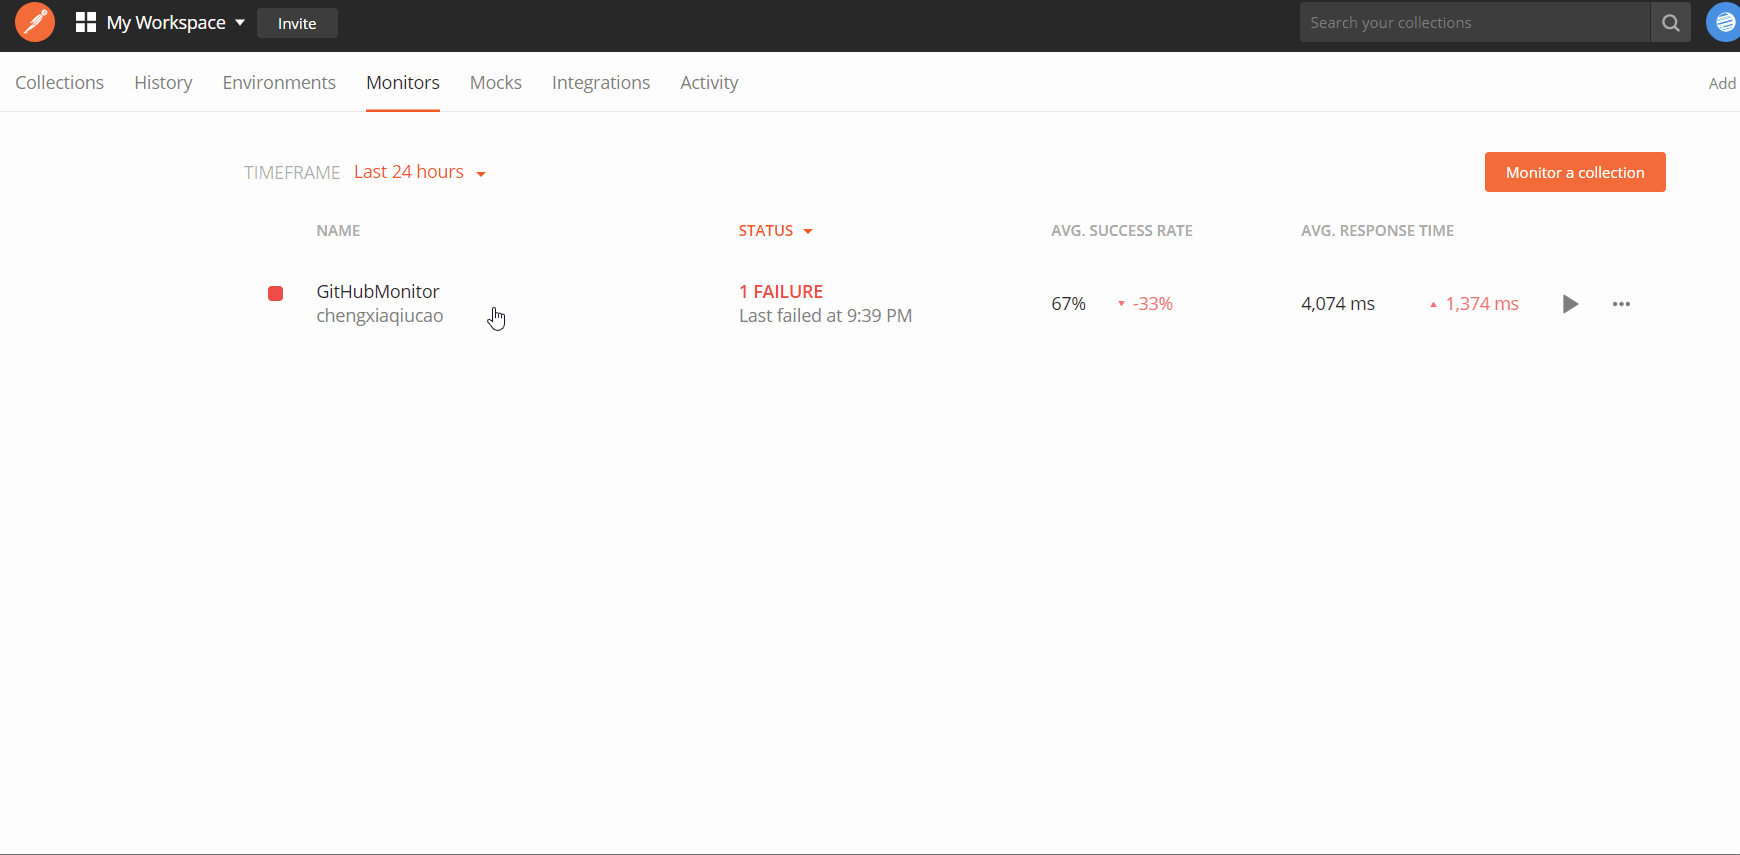 My Workspace Invite Search your collections
Collections History Environments Monitors Mocks Integrations Activity Add
TIMEFRAME Last 24 hours Monitor a collection
NAME STATUS AVG. SUCCESS RATE AVG. RESPONSE TIME
GitHubMonitor 1 FAILURE
67% -33% 4,074 ms 1,374 ms
chengxiaqiucao Last failed at 9:39 PM